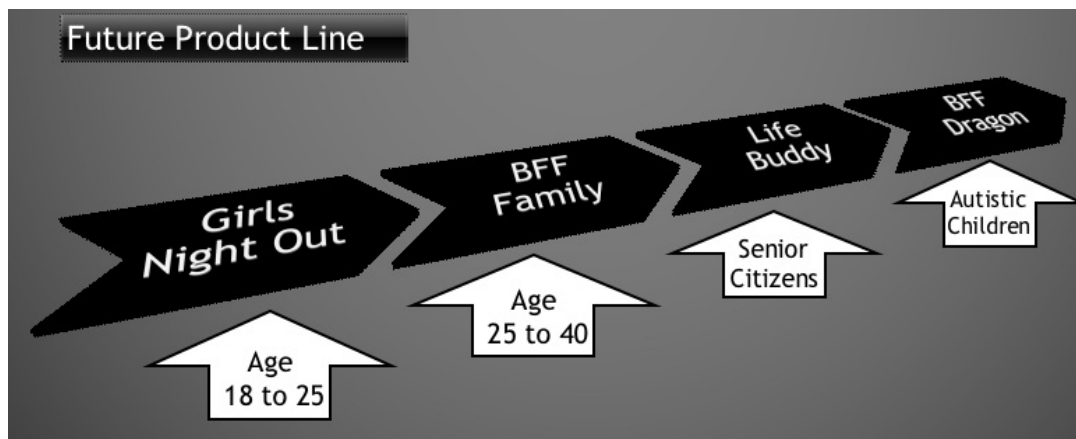 Future Product Line
Girls
Night Out
BFF
Family
Life
Buddy
BFF
Dragon
Age
18 to 25
Age
25 to 40
Senior
Citizens
Autistic
Children